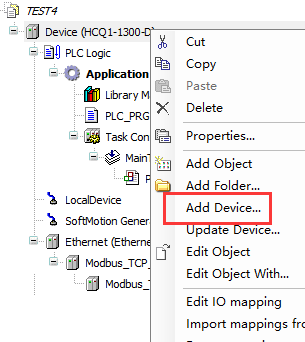 TEST4
Device (HCQ1-1300-D
PLC Logic
Application
Library M
PLC_PRG
Task Con
MainT
P
LocalDevice
SoftMotion Gener
Ethernet (Etherne
Modbus_TCP_
Modbus_T
Cut
Copy
Paste
Delete
Properties...
Add Object
Add Folder...
Add Device...
Update Device...
Edit Object
Edit Object With...
Edit IO mapping
Import mappings fro